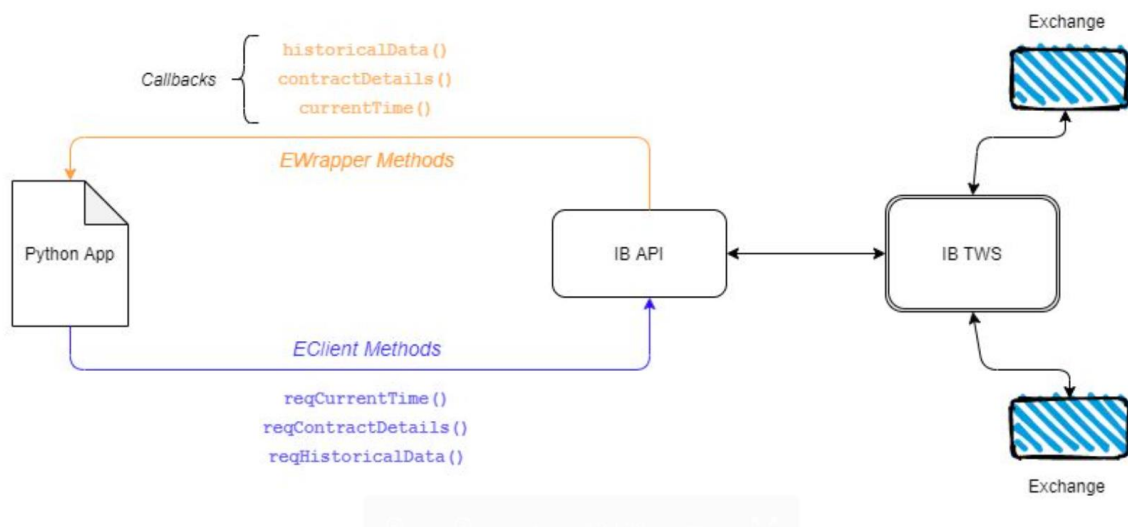 Exchange
historicalData()
Callbacks
contractDetails()
currentTime()
EWrapper Methods
Python App
IB API
IB TWS
EClient Methods
reqCurrentTime()
reqContractDetails()
reqHistoricalData()
Exchange